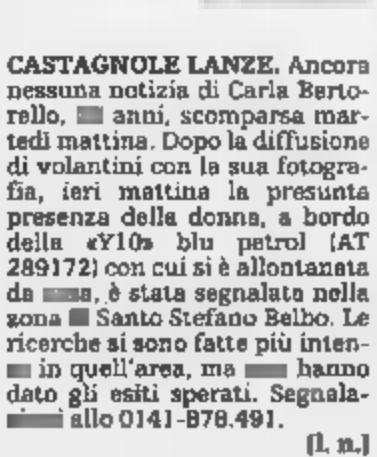 CASTAGNOLE LANZE. Ancora
nessuna notizia di Carla Berto-
rello, anni, scomparsa mar-
tedì mattina. Dopo la diffusione
di volantini con la sua fotogra-
fia, ieri mattina la presunta
presenza della donna, a bordo
della «Y10» blu petrol (AT
289172) con cui si è allontanata
da , è stata segnalata nella
zona Santo Stefano Belbo. Le
ricerche si sono fatte più inten-
in quell'area, ma hanno
dato gli esiti sperati. Segnala-
allo 0141-878.491.
[l. n.]